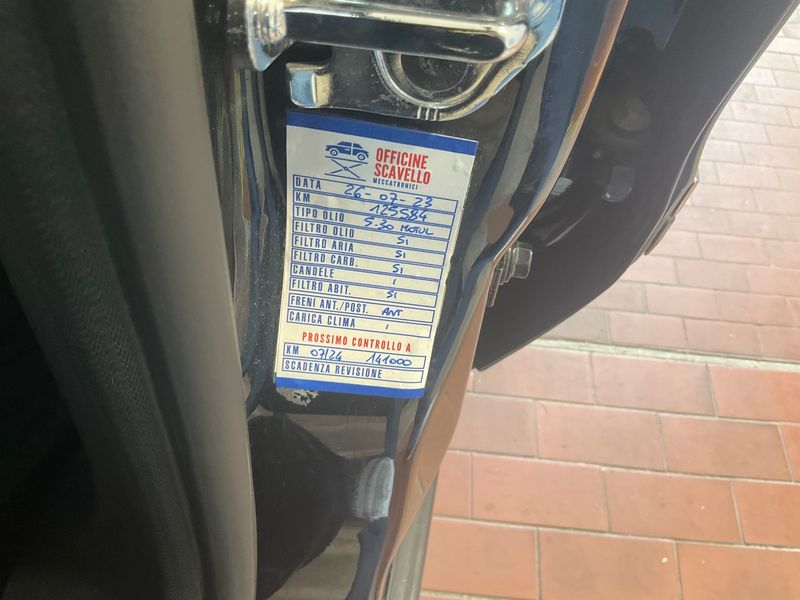 OFFICINE
SCAVELLO
MECCATRONICI
DATA 26-07-23
KM 125584
TIPO OLIO 5.30 MOTUL
FILTRO OLIO SI
FILTRO ARIA SI
FILTRO CARB. SI
CANDELE /
FILTRO ABIT. SI
FRENI ANT./POST. ANT
CARICA CLIMA /
PROSSIMO CONTROLLO A
KM 07/24 141000
SCADENZA REVISIONE